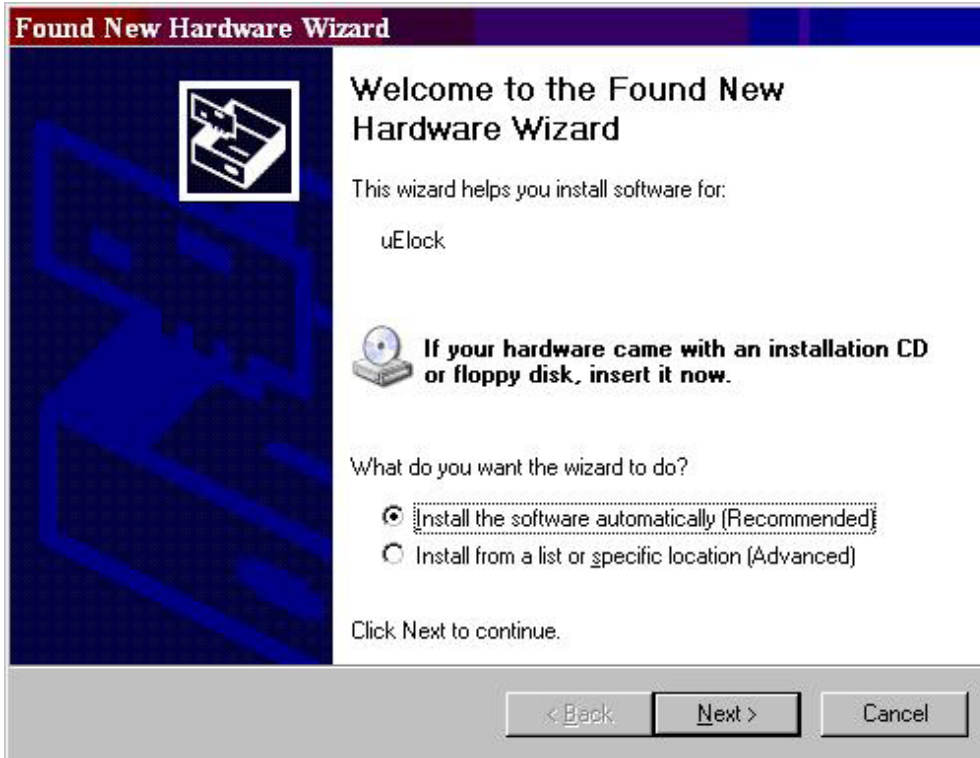 Found New Hardware Wizard
Welcome to the Found New
Hardware Wizard
This wizard helps you install software for:
uElock
If your hardware came with an installation CD
or floppy disk, insert it now.
What do you want the wizard to do?
Install the software automatically (Recommended)
Install from a list or specific location (Advanced)
Click Next to continue.
< Back Next > Cancel